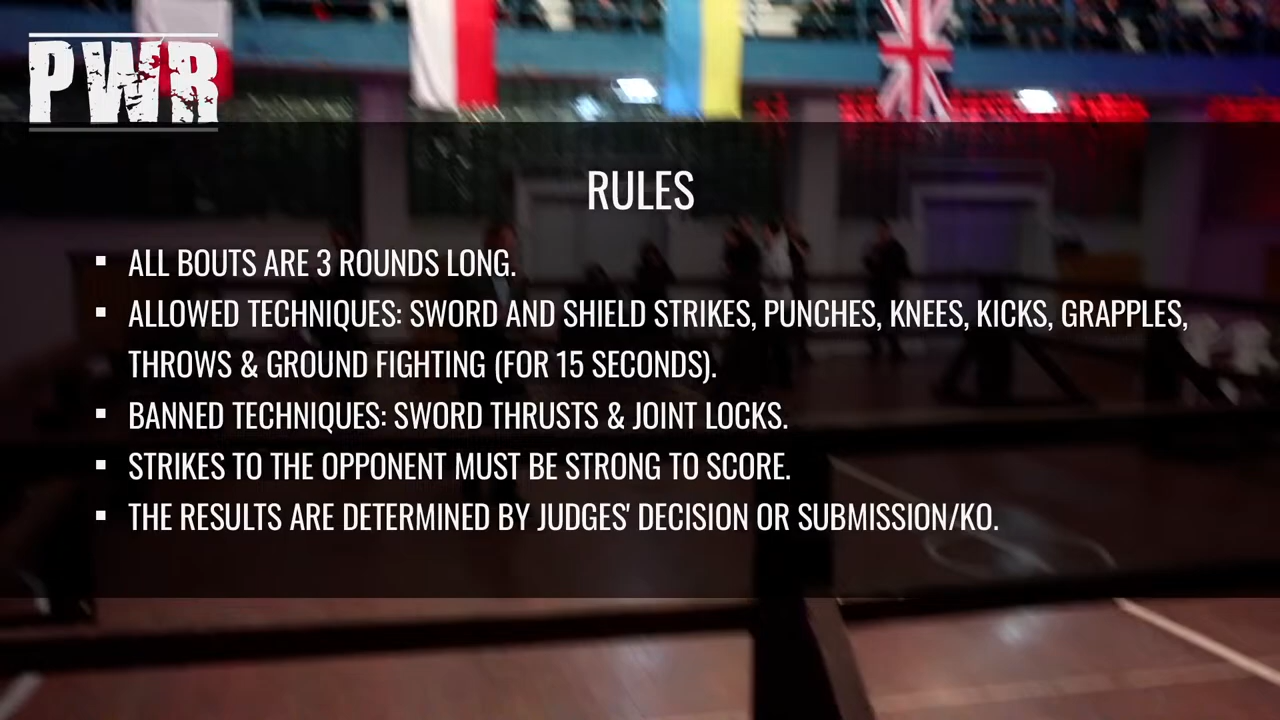 PWR
RULES
▪ ALL BOUTS ARE 3 ROUNDS LONG.
▪ ALLOWED TECHNIQUES: SWORD AND SHIELD STRIKES, PUNCHES, KNEES, KICKS, GRAPPLES,
THROWS & GROUND FIGHTING (FOR 15 SECONDS).
▪ BANNED TECHNIQUES: SWORD THRUSTS & JOINT LOCKS.
▪ STRIKES TO THE OPPONENT MUST BE STRONG TO SCORE.
▪ THE RESULTS ARE DETERMINED BY JUDGES' DECISION OR SUBMISSION/KO.